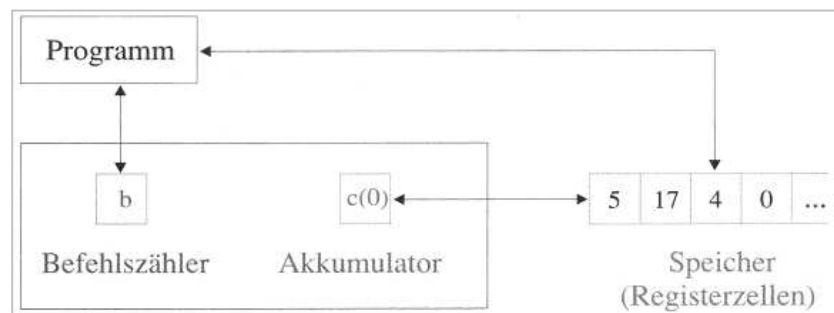 Programm
b
c(0)
5 17 4 0 ...
Befehlszähler
Akkumulator
Speicher
(Registerzellen)